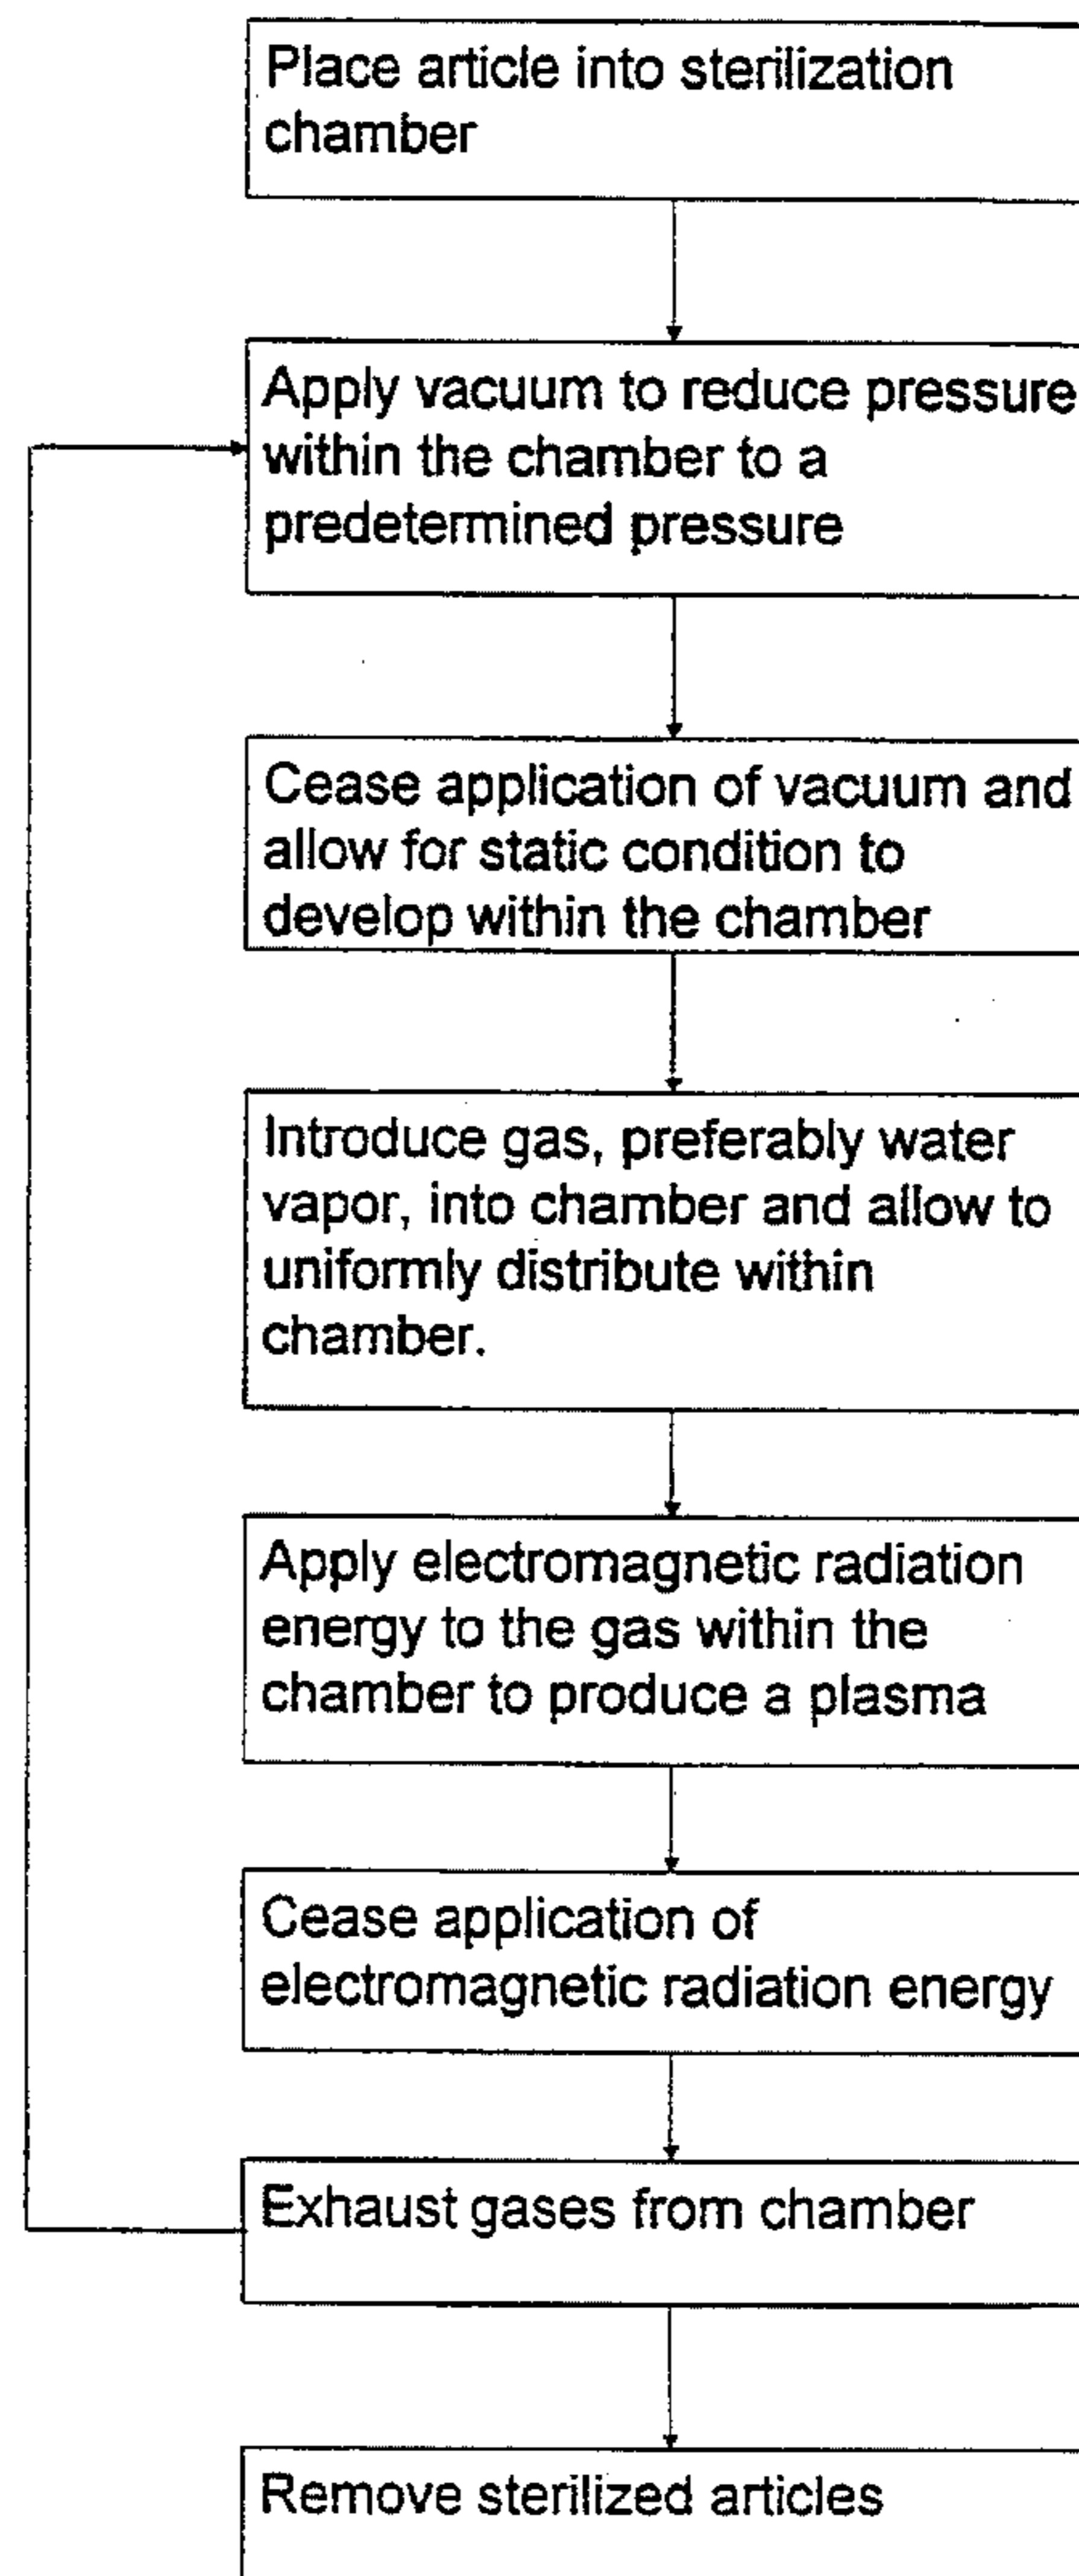 Place article into sterilization
chamber
Apply vacuum to reduce pressure
within the chamber to a
predetermined pressure
Cease application of vacuum and
allow for static condition to
develop within the chamber
Introduce gas, preferably water
vapor, into chamber and allow to
uniformly distribute within
chamber.
Apply electromagnetic radiation
energy to the gas within the
chamber to produce a plasma
Cease application of
electromagnetic radiation energy
Exhaust gases from chamber
Remove sterilized articles